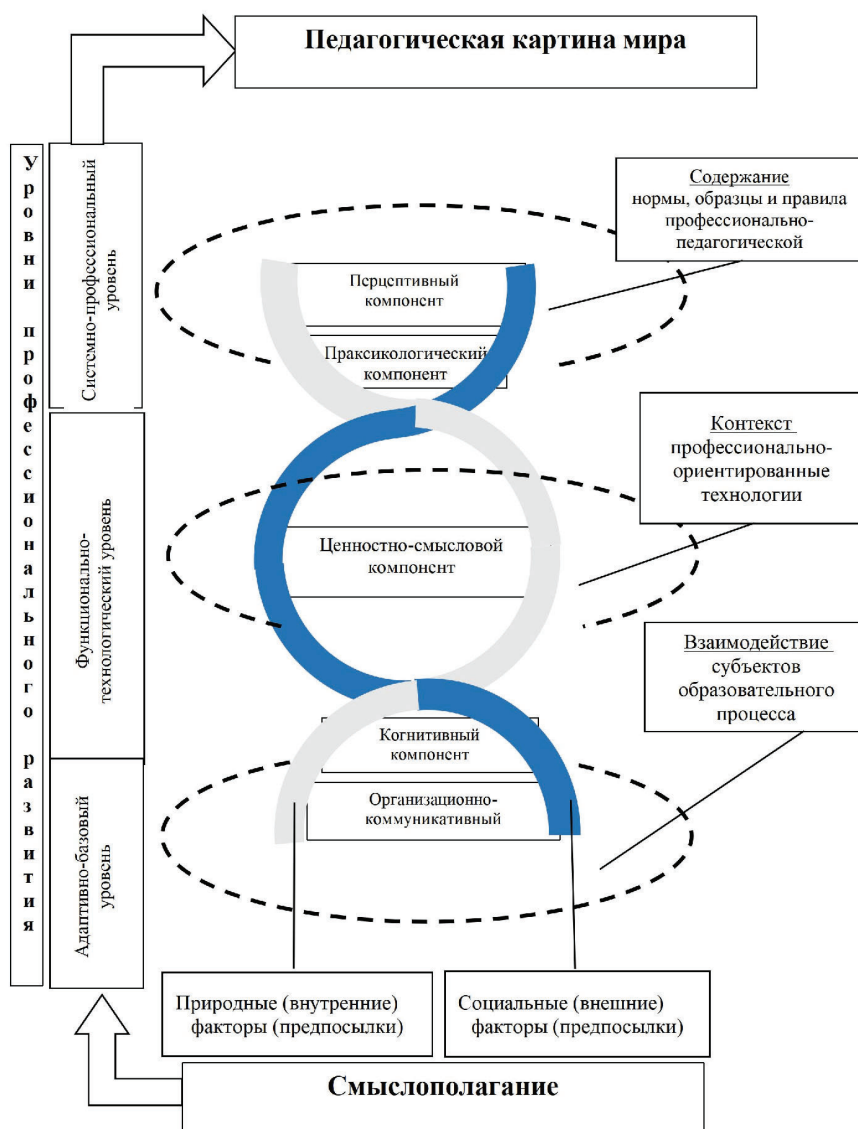 Педагогическая картина мира
Уровни профессионального развития
Системно-профессиональный
уровень
Содержание
нормы, образцы и правила
профессионально-
педагогической
Перцептивный
компонент
Праксикологический
компонент
Функционально-
технологический уровень
Контекст
профессионально-
ориентированные
технологии
Ценностно-смысловой
компонент
Взаимодействие
субъектов
образовательного
процесса
Когнитивный
компонент
Организационно-
коммуникативный
Адаптивно-базовый
уровень
Природные (внутренние)
факторы (предпосылки)
Социальные (внешние)
факторы (предпосылки)
Смыслополагание